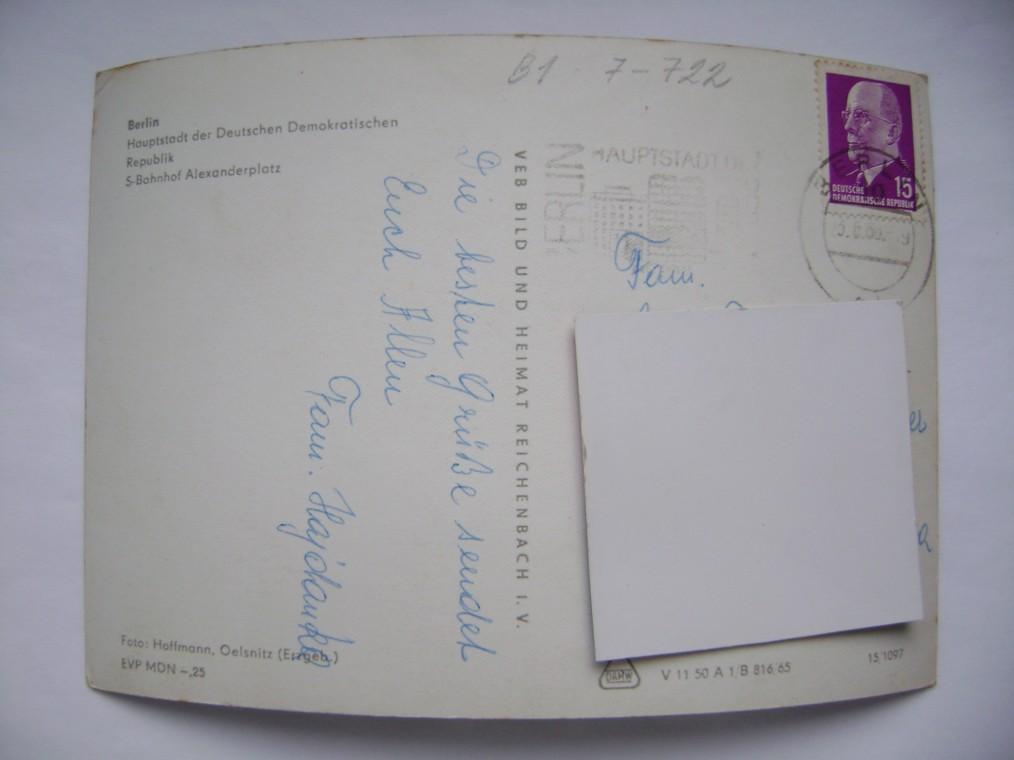 B1 - 7 - 722
Berlin
Hauptstadt der Deutschen Demokratischen
Republik
S-Bahnhof Alexanderplatz
Die besten Grüße sendet
Euch Allen
Fam.
VEB BILD UND HEIMAT REICHENBACH I. V.
HAUPTSTADT
DEUTSCHE
DEMOKRATISCHE REPUBLIK
15
Fam.
Foto: Hoffmann, Oelsnitz (Erzgeb.)
EVP MDN –,25
DRMW
V 11 50 A 1/B 816/65
15/1097